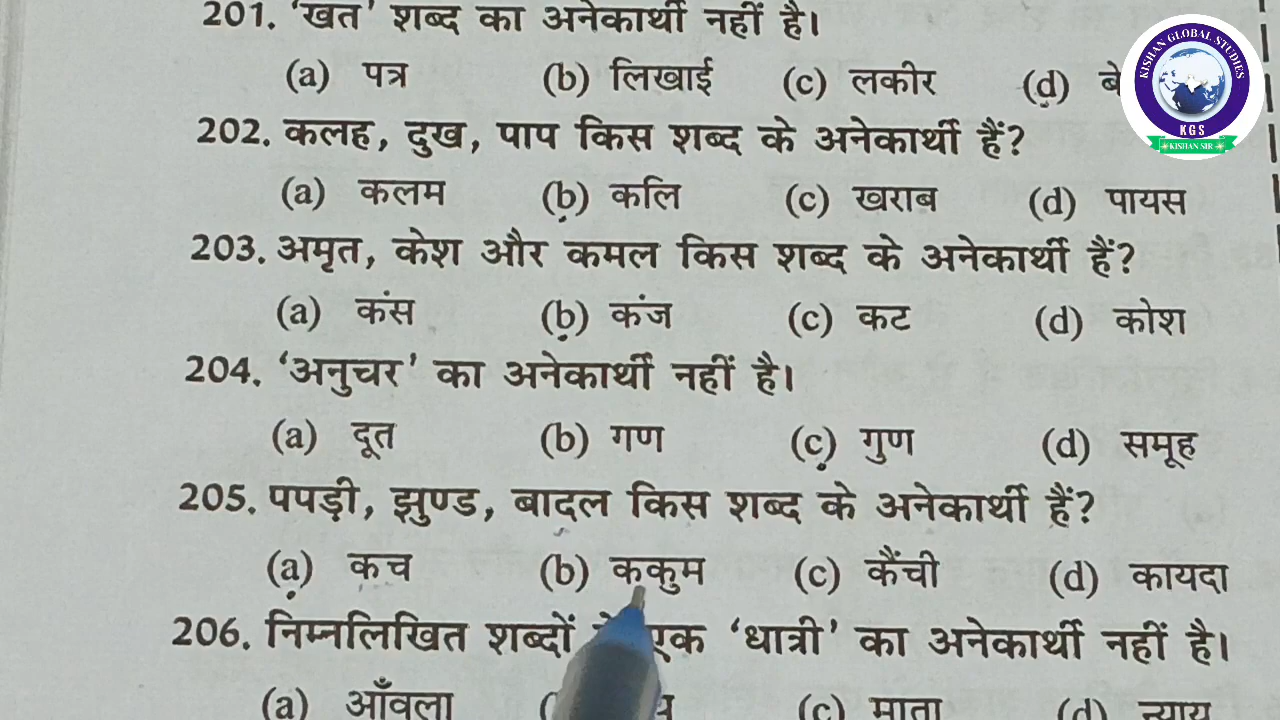 201. 'खत' शब्द का अनेकार्थी नहीं है।
(a) पत्र (b) लिखाई (c) लकीर (d)
202. कलह, दुख, पाप किस शब्द के अनेकार्थी हैं?
(a) कलम (b) कलि (c) खराब (d) पायस
203. अमृत, केश और कमल किस शब्द के अनेकार्थी हैं?
(a) कंस (b) कंज (c) कट (d) कोश
204. 'अनुचर' का अनेकार्थी नहीं है।
(a) दूत (b) गण (c) गुण (d) समूह
205. पपड़ी, झुण्ड, बादल किस शब्द के अनेकार्थी हैं?
(a) कच (b) ककुम (c) कैंची (d) कायदा
206. निम्नलिखित शब्दों एक 'धात्री' का अनेकार्थी नहीं है।
(a) आँवला (c) माता (d) न्याय
KISHAN GLOBAL STUDIES
KGS
KISHAN SIR